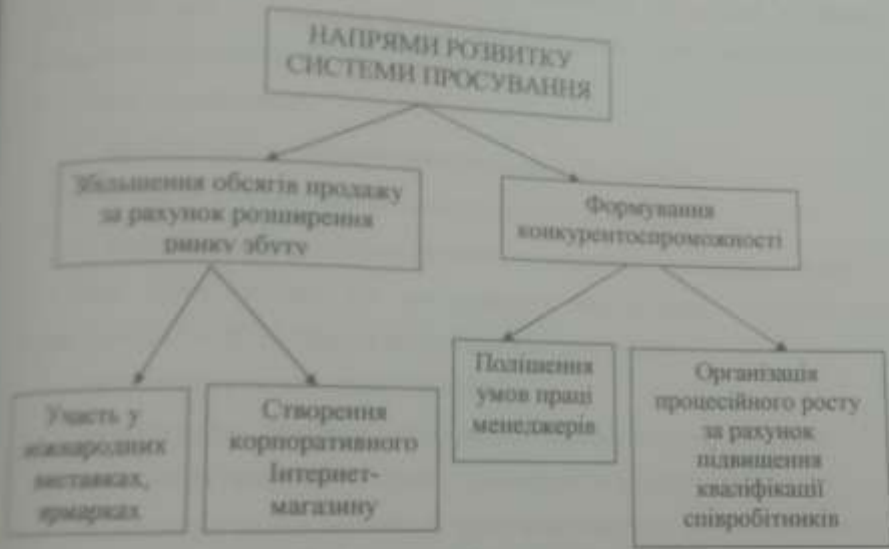 НАПРЯМИ РОЗВИТКУ
СИСТЕМИ ПРОСУВАННЯ
Збільшення обсягів продажу
за рахунок розширення
ринку збуту
Формування
конкурентоспроможності
Участь у
міжнародних
виставках,
ярмарках
Створення
корпоративного
Інтернет-
магазину
Поліпшення
умов праці
менеджерів
Організація
процесійного росту
за рахунок
підвищення
кваліфікації
співробітників